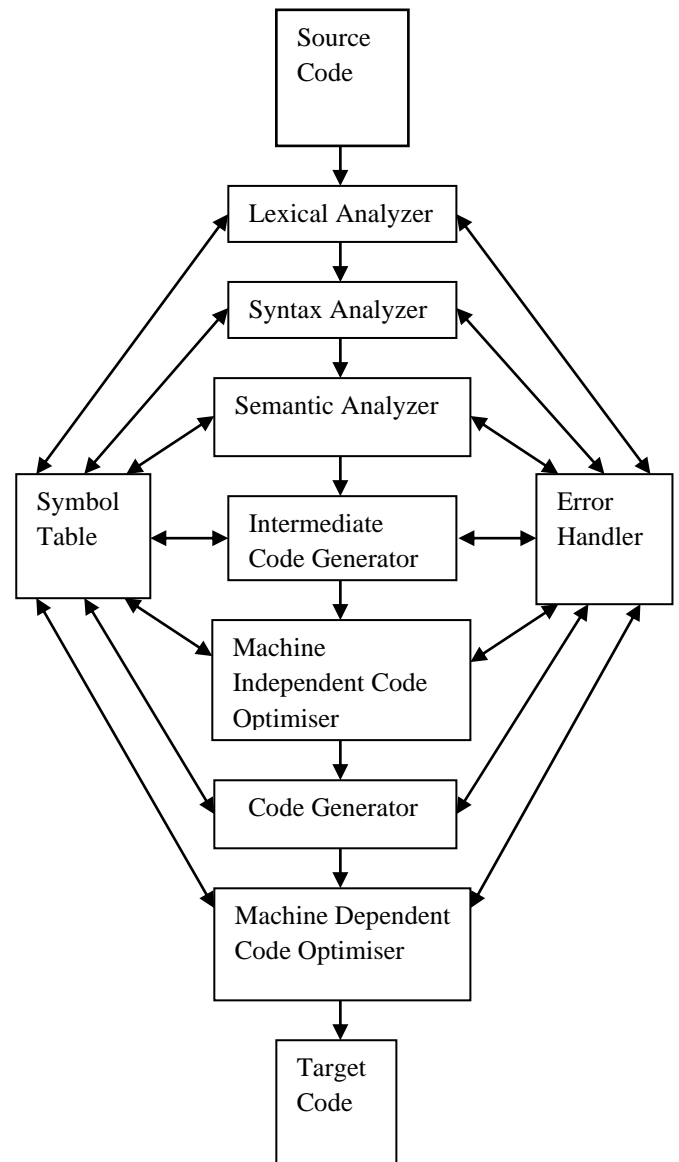 Source
Code
Lexical Analyzer
Syntax Analyzer
Semantic Analyzer
Symbol
Table
Intermediate
Code Generator
Error
Handler
Machine
Independent Code
Optimiser
Code Generator
Machine Dependent
Code Optimiser
Target
Code